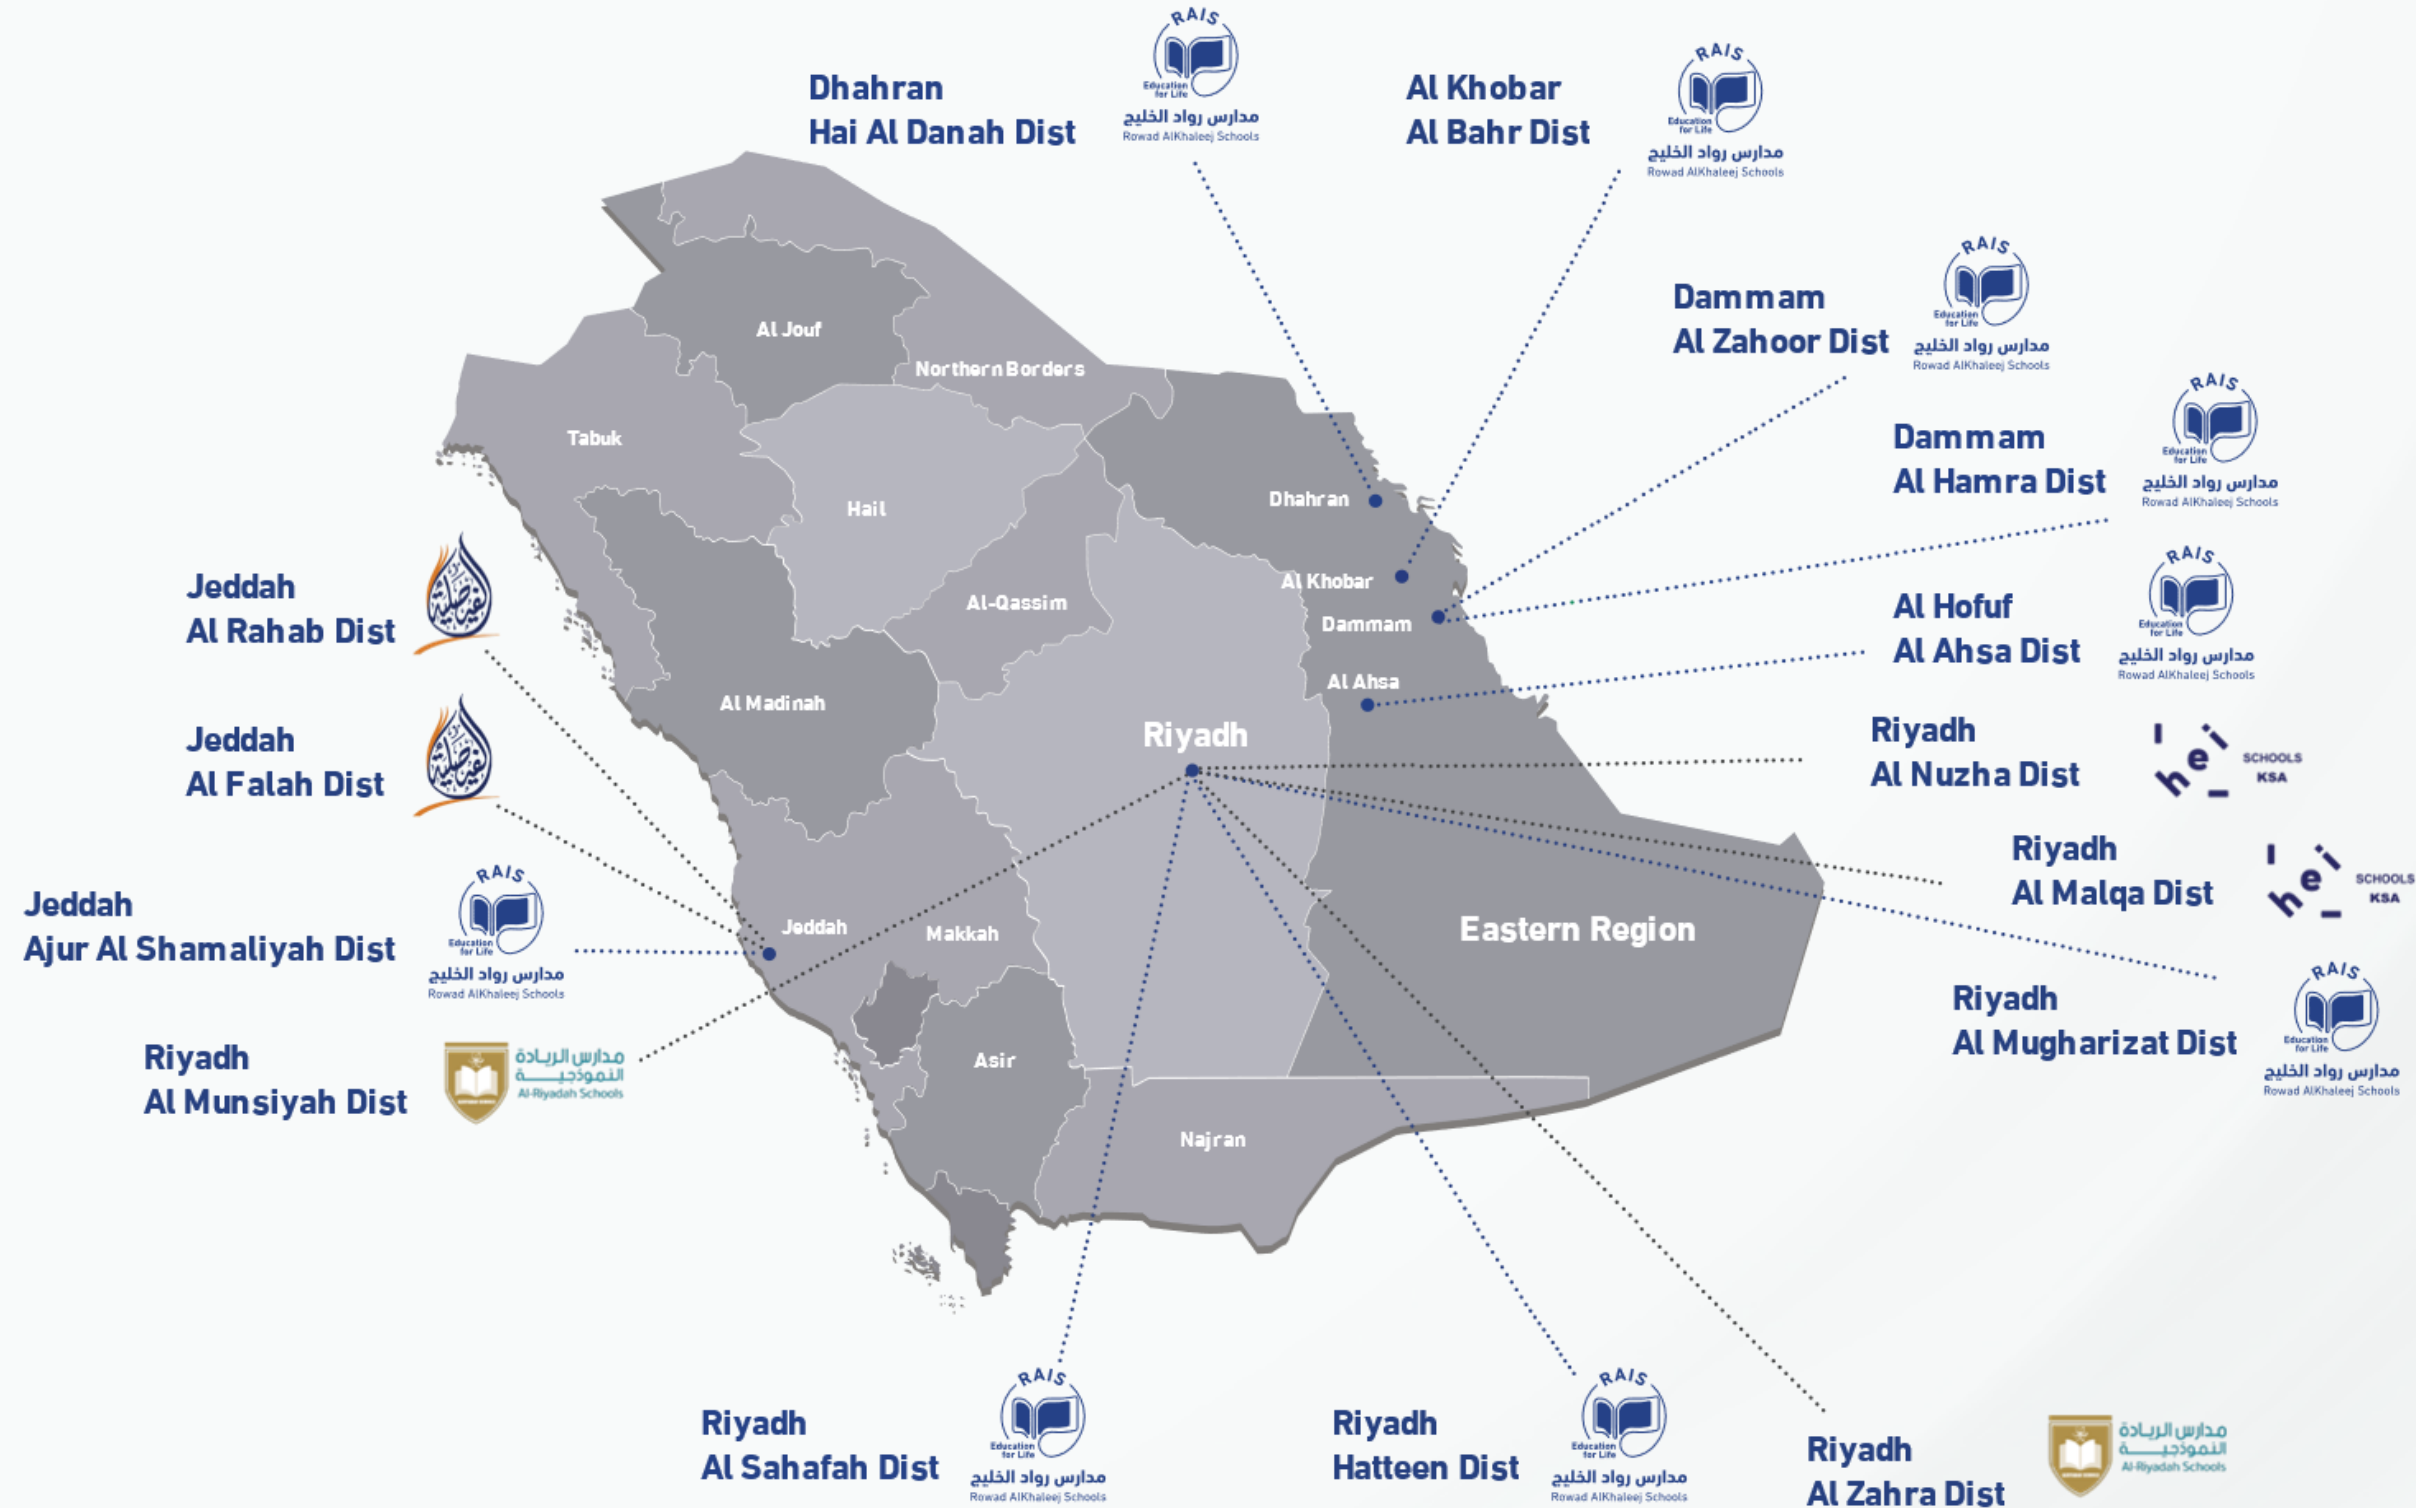 RAIS
Education
for Life
مدارس رواد الخليج
Rowad AlKhaleej Schools
Dhahran
Hai Al Danah Dist
RAIS
Education
for Life
مدارس رواد الخليج
Rowad AlKhaleej Schools
Al Khobar
Al Bahr Dist
RAIS
Education
for Life
مدارس رواد الخليج
Rowad AlKhaleej Schools
Dammam
Al Zahoor Dist
RAIS
Education
for Life
مدارس رواد الخليج
Rowad AlKhaleej Schools
Dammam
Al Hamra Dist
RAIS
Education
for Life
مدارس رواد الخليج
Rowad AlKhaleej Schools
Al Hofuf
Al Ahsa Dist
Al Jouf
Northern Borders
Tabuk
Hail
Dhahran
Al Khobar
Al-Qassim
Dammam
Al Ahsa
Al Madinah
Riyadh
Jeddah
Makkah
Eastern Region
Asir
Najran
Jeddah
Al Rahab Dist
الفيصلية
Jeddah
Al Falah Dist
الفيصلية
Jeddah
Ajur Al Shamaliyah Dist
RAIS
Education
for Life
مدارس رواد الخليج
Rowad AlKhaleej Schools
Riyadh
Al Munsiyah Dist
مدارس الريادة
النموذجيــــة
Al-Riyadah Schools
Riyadh
Al Nuzha Dist
hei
SCHOOLS
KSA
Riyadh
Al Malqa Dist
hei
SCHOOLS
KSA
Riyadh
Al Mugharizat Dist
RAIS
Education
for Life
مدارس رواد الخليج
Rowad AlKhaleej Schools
Riyadh
Al Sahafah Dist
RAIS
Education
for Life
مدارس رواد الخليج
Rowad AlKhaleej Schools
Riyadh
Hatteen Dist
RAIS
Education
for Life
مدارس رواد الخليج
Rowad AlKhaleej Schools
Riyadh
Al Zahra Dist
مدارس الريادة
النموذجيــــة
Al-Riyadah Schools